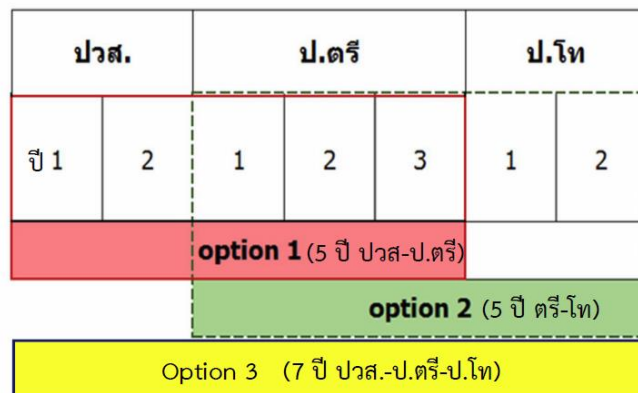 ปวส. ป.ตรี ป.โท
ปี 1 2 1 2 3 1 2
option 1 (5 ปี ปวส-ป.ตรี)
option 2 (5 ปี ตรี-โท)
Option 3 (7 ปี ปวส.-ป.ตรี-ป.โท)